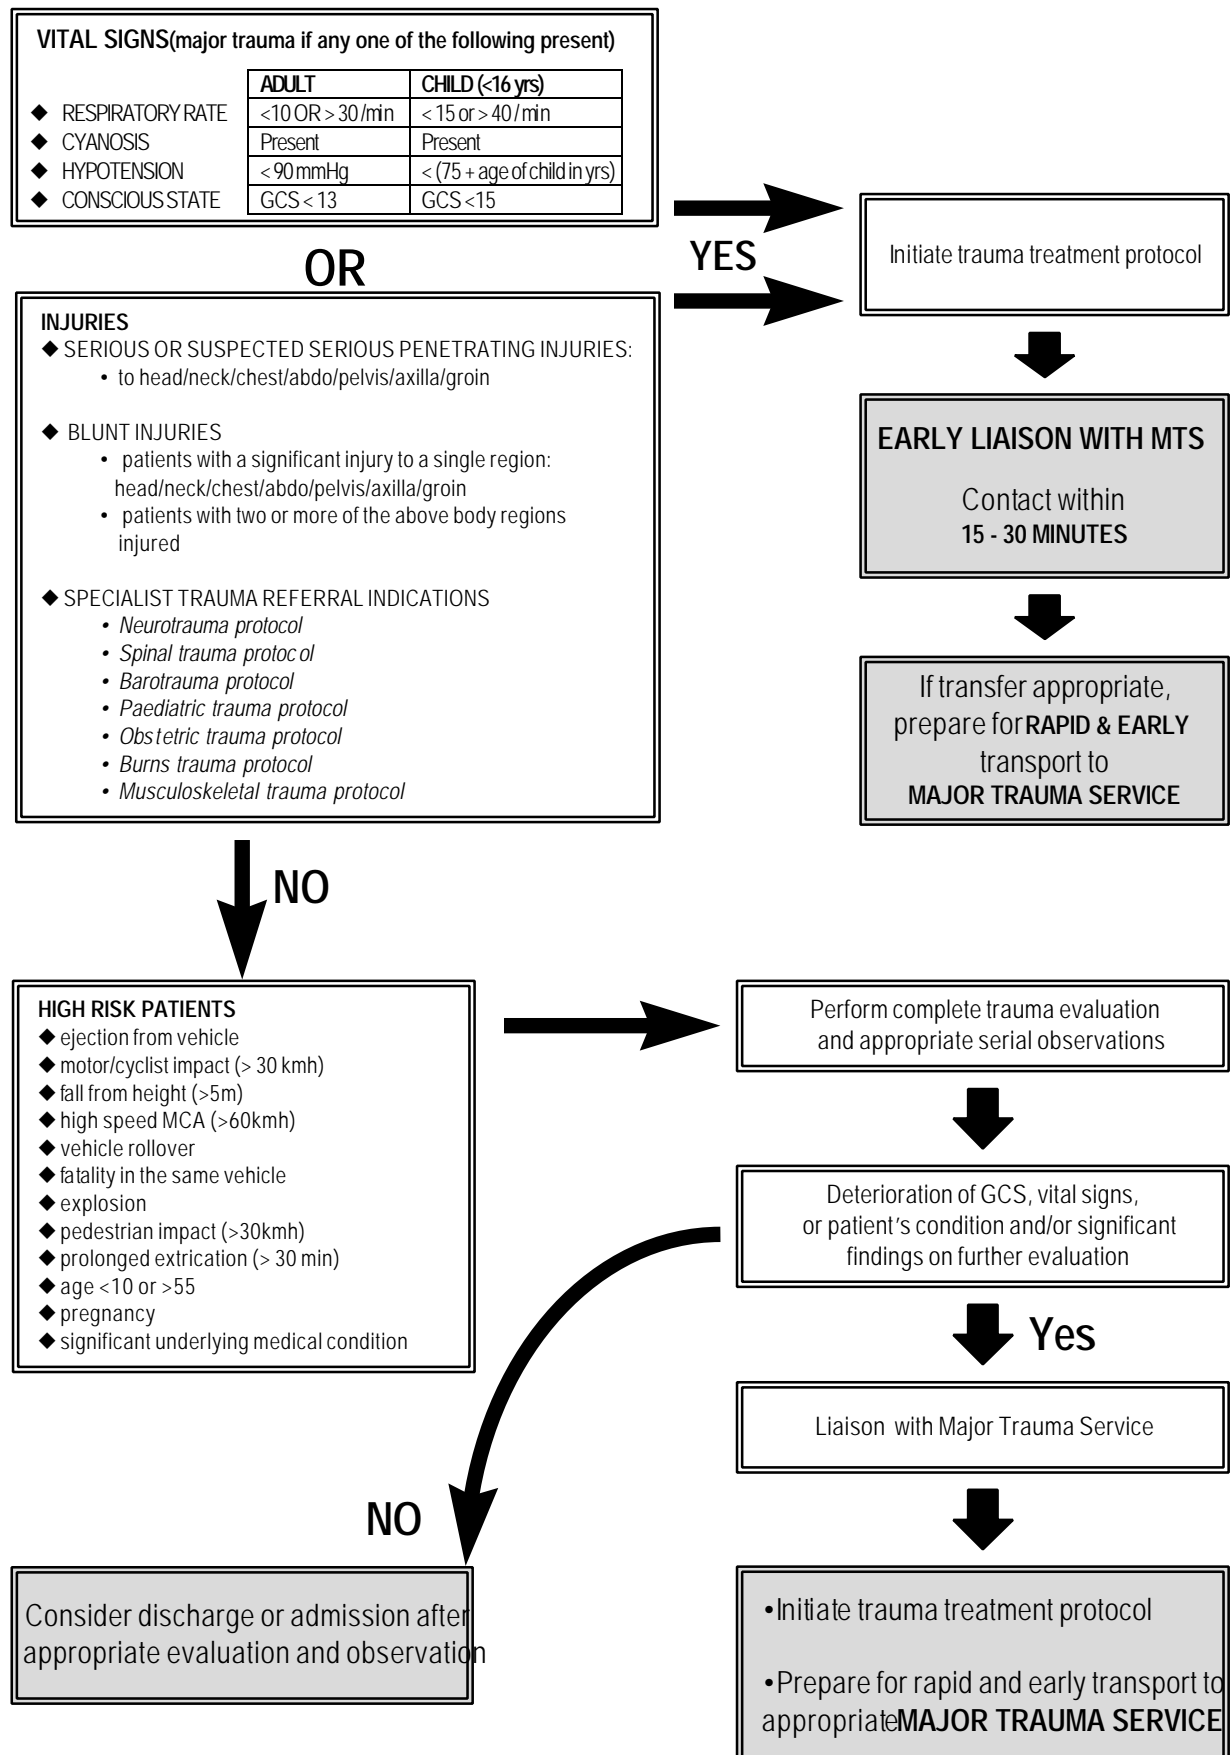 VITAL SIGNS(major trauma if any one of the following present)
ADULT CHILD (<16 yrs)
◆ RESPIRATORY RATE <10 OR > 30 /min < 15 or > 40 / min
◆ CYANOSIS Present Present
◆ HYPOTENSION < 90 mmHg < (75 + age of child in yrs)
◆ CONSCIOUS STATE GCS < 13 GCS <15
OR
YES
Initiate trauma treatment protocol
INJURIES
◆ SERIOUS OR SUSPECTED SERIOUS PENETRATING INJURIES:
• to head/neck/chest/abdo/pelvis/axilla/groin
◆ BLUNT INJURIES
• patients with a significant injury to a single region:
head/neck/chest/abdo/pelvis/axilla/groin
• patients with two or more of the above body regions
injured
◆ SPECIALIST TRAUMA REFERRAL INDICATIONS
• Neurotrauma protocol
• Spinal trauma protocol
• Barotrauma protocol
• Paediatric trauma protocol
• Obstetric trauma protocol
• Burns trauma protocol
• Musculoskeletal trauma protocol
EARLY LIAISON WITH MTS
Contact within
15 - 30 MINUTES
If transfer appropriate,
prepare for RAPID & EARLY
transport to
MAJOR TRAUMA SERVICE
NO
HIGH RISK PATIENTS
◆ ejection from vehicle
◆ motor/cyclist impact (> 30 kmh)
◆ fall from height (>5m)
◆ high speed MCA (>60kmh)
◆ vehicle rollover
◆ fatality in the same vehicle
◆ explosion
◆ pedestrian impact (>30kmh)
◆ prolonged extrication (> 30 min)
◆ age <10 or >55
◆ pregnancy
◆ significant underlying medical condition
Perform complete trauma evaluation
and appropriate serial observations
Deterioration of GCS, vital signs,
or patient's condition and/or significant
findings on further evaluation
Yes
Liaison with Major Trauma Service
NO
Consider discharge or admission after
appropriate evaluation and observation
•Initiate trauma treatment protocol
•Prepare for rapid and early transport to
appropriate MAJOR TRAUMA SERVICE